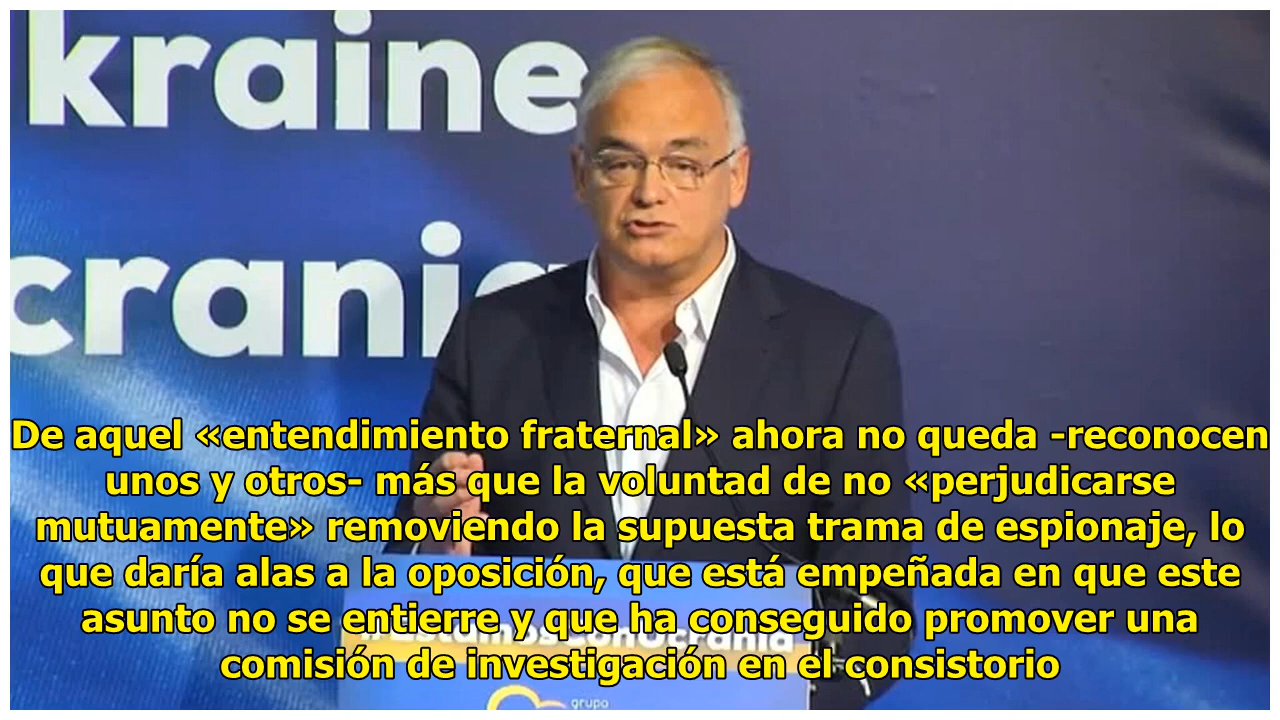 kraine
crania
De aquel «entendimiento fraternal» ahora no queda -reconocen
unos y otros- más que la voluntad de no «perjudicarse
mutuamente» removiendo la supuesta trama de espionaje, lo
que daría alas a la oposición, que está empeñada en que este
asunto no se entierre y que ha conseguido promover una
comisión de investigación en el consistorio
#EstamosConUcrania
grupo